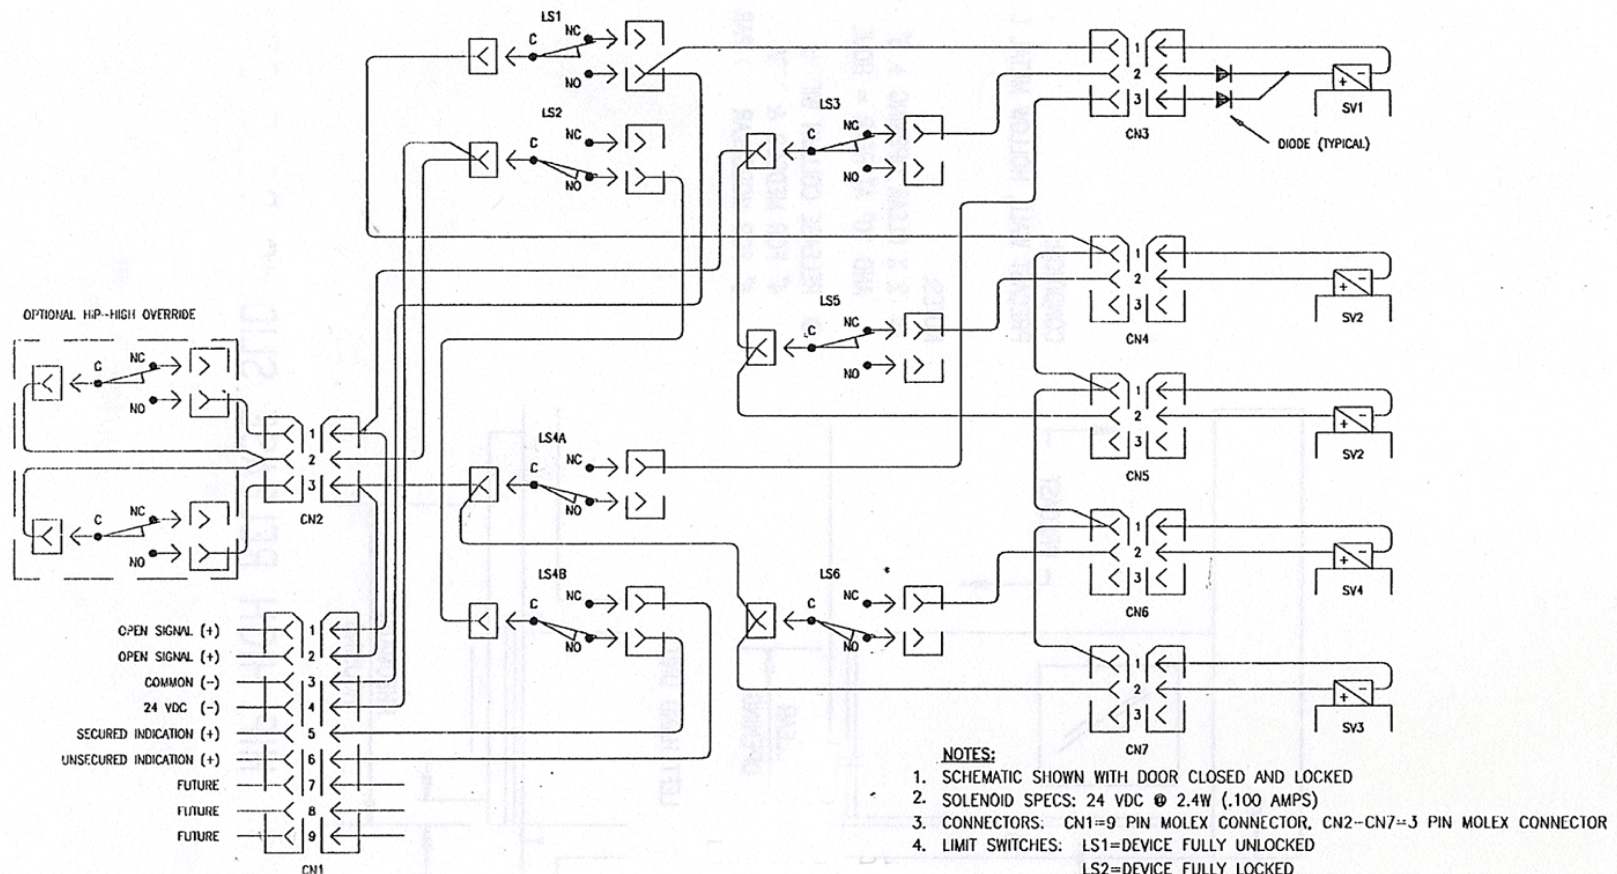 LS1
NC
C
NO
LS2
NC
C
NO
LS3
NC
C
NO
1
2
3
CN3
SV1
+ -
DIODE (TYPICAL)
1
2
3
CN4
SV2
+ -
LS5
NC
C
NO
OPTIONAL HIP-HIGH OVERRIDE
C
NC
NO
C
NC
NO
1
2
3
CN2
LS4A
NC
C
NO
1
2
3
CN5
SV2
+ -
LS4B
NC
C
NO
LS6
NC
C
NO
1
2
3
CN6
SV4
+ -
1
2
3
CN7
SV3
+ -
OPEN SIGNAL (+) 1
OPEN SIGNAL (+) 2
COMMON (-) 3
24 VDC (-) 4
SECURED INDICATION (+) 5
UNSECURED INDICATION (+) 6
FUTURE 7
FUTURE 8
FUTURE 9
CN1
NOTES:
1. SCHEMATIC SHOWN WITH DOOR CLOSED AND LOCKED
2. SOLENOID SPECS: 24 VDC @ 2.4W (.100 AMPS)
3. CONNECTORS: CN1=9 PIN MOLEX CONNECTOR, CN2-CN7=3 PIN MOLEX CONNECTOR
4. LIMIT SWITCHES: LS1=DEVICE FULLY UNLOCKED
LS2=DEVICE FULLY LOCKED